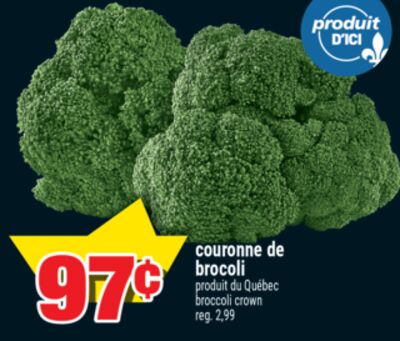 produit
D'ICI
couronne de
brocoli
produit du Québec
broccoli crown
reg. 2,99
97¢